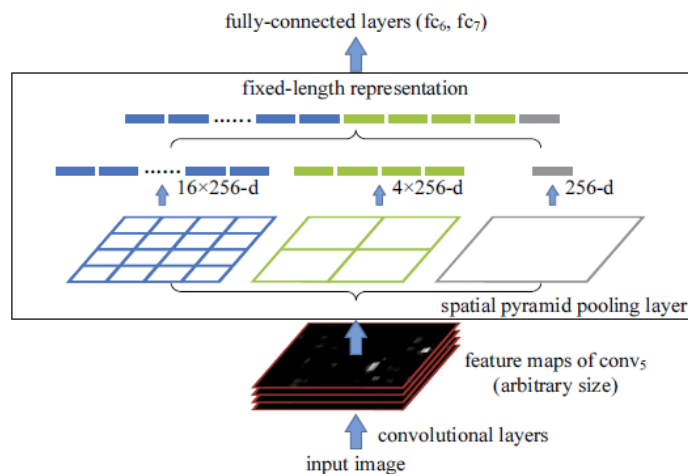 fully-connected layers (fc6, fc7)
fixed-length representation
......
......
16×256-d
4×256-d
256-d
spatial pyramid pooling layer
feature maps of conv5
(arbitrary size)
convolutional layers
input image